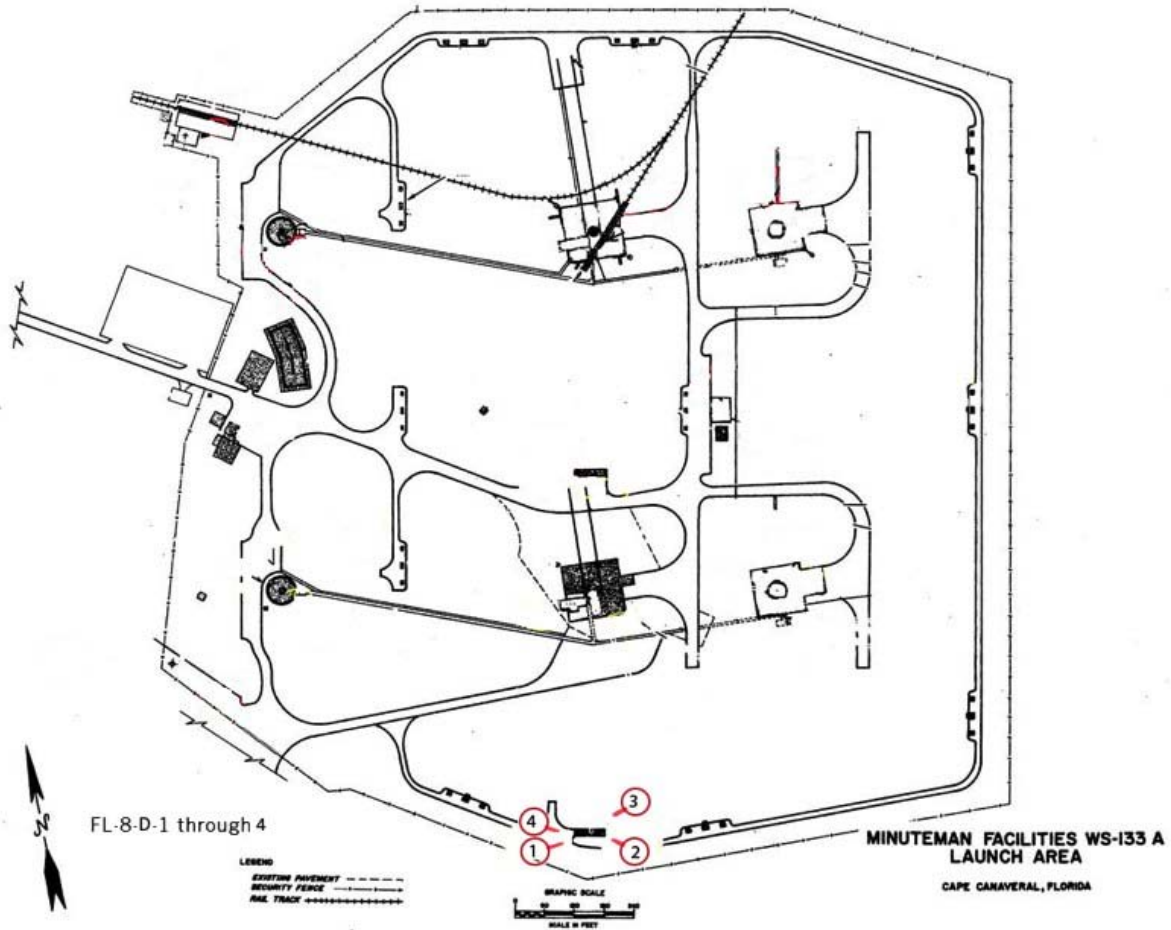 4
3
1
2
FL-8-D-1 through 4
MINUTEMAN FACILITIES WS-133 A
LAUNCH AREA
CAPE CANAVERAL, FLORIDA
LEGEND
EXISTING PAVEMENT
SECURITY FENCE
RAIL TRACK
GRAPHIC SCALE
SCALE IN FEET